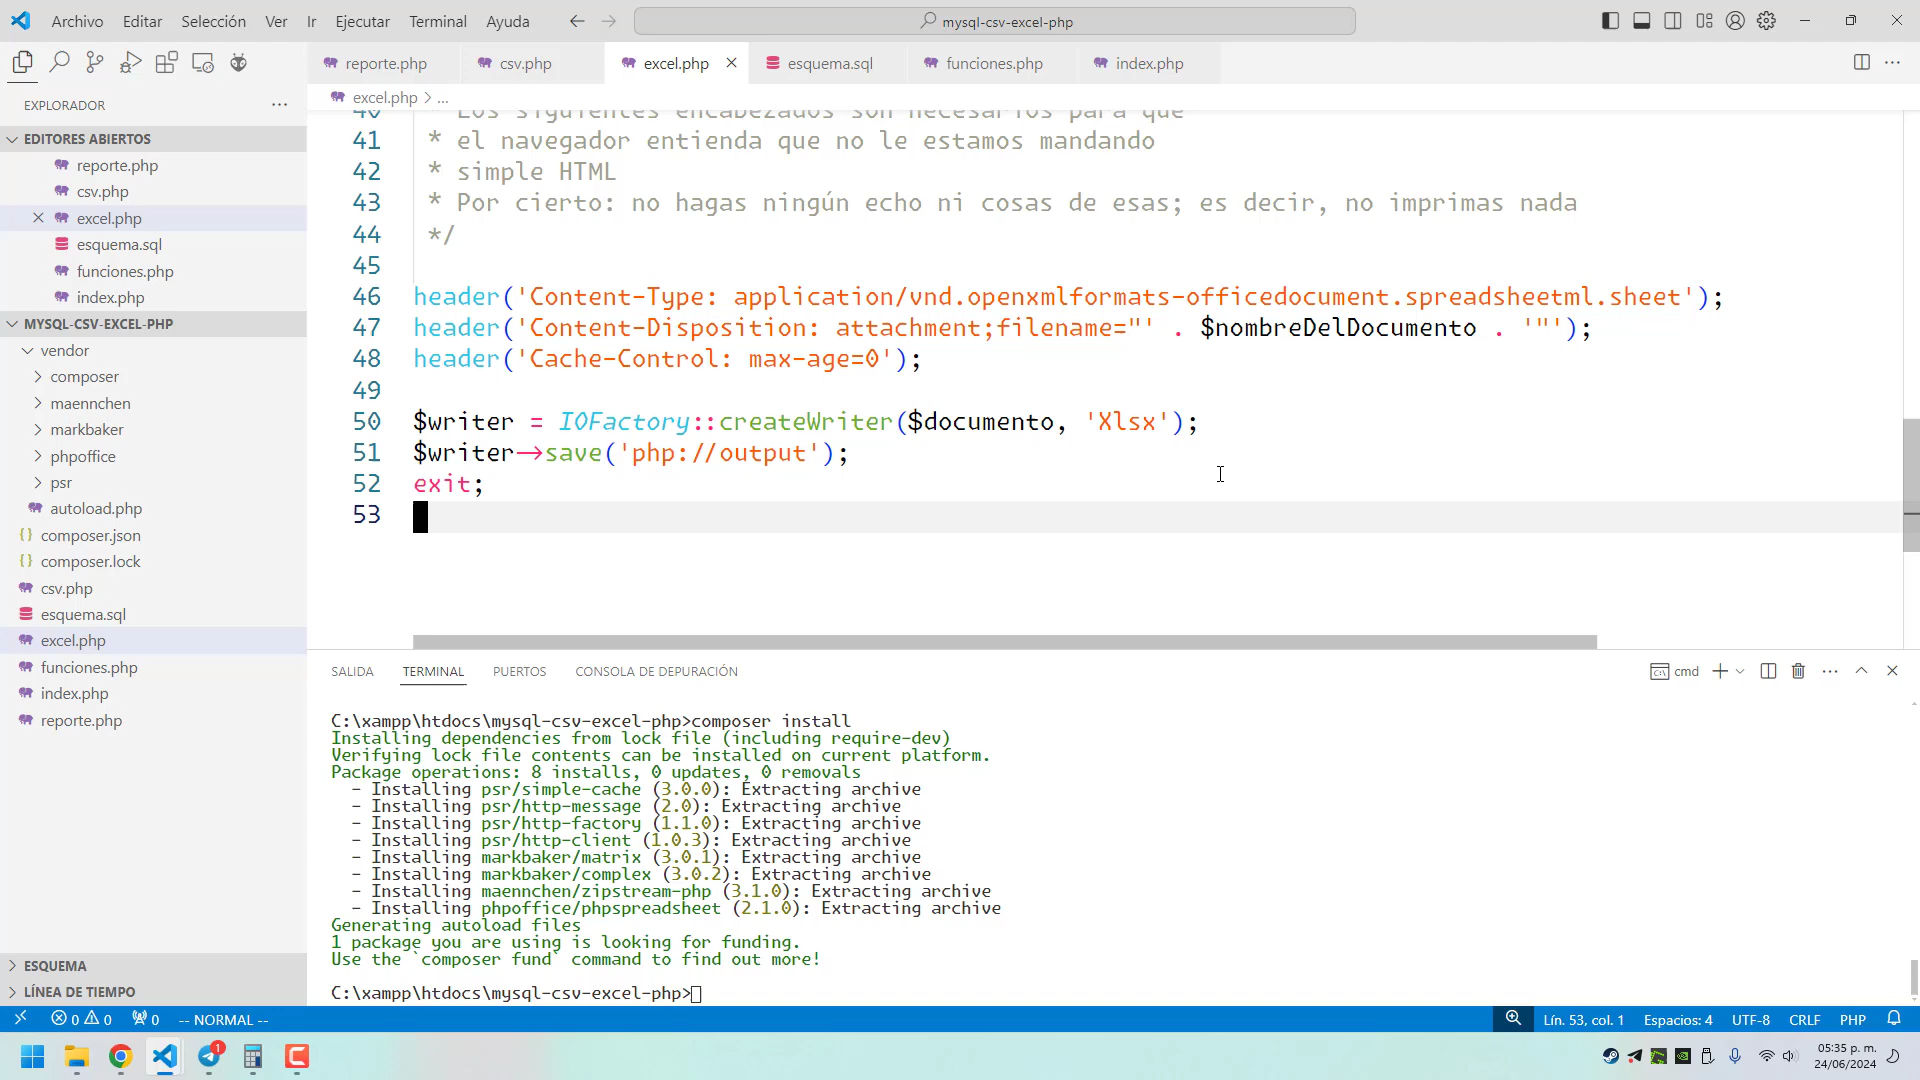 Archivo Editar Selección Ver Ir Ejecutar Terminal Ayuda
mysql-csv-excel-php
EXPLORADOR
EDITORES ABIERTOS
reporte.php
csv.php
excel.php
esquema.sql
funciones.php
index.php
MYSQL-CSV-EXCEL-PHP
vendor
composer
maennchen
markbaker
phpoffice
psr
autoload.php
composer.json
composer.lock
csv.php
esquema.sql
excel.php
funciones.php
index.php
reporte.php
ESQUEMA
LÍNEA DE TIEMPO
reporte.php csv.php excel.php esquema.sql funciones.php index.php
excel.php > ...
40 Los siguientes encabezados son necesarios para que
41 * el navegador entienda que no le estamos mandando
42 * simple HTML
43 * Por cierto: no hagas ningún echo ni cosas de esas; es decir, no imprimas nada
44 */
45
46 header('Content-Type: application/vnd.openxmlformats-officedocument.spreadsheetml.sheet');
47 header('Content-Disposition: attachment;filename="' . $nombreDelDocumento . '"');
48 header('Cache-Control: max-age=0');
49
50 $writer = IOFactory::createWriter($documento, 'Xlsx');
51 $writer->save('php://output');
52 exit;
53
SALIDA TERMINAL PUERTOS CONSOLA DE DEPURACIÓN
cmd
C:\xampp\htdocs\mysql-csv-excel-php>composer install
Installing dependencies from lock file (including require-dev)
Verifying lock file contents can be installed on current platform.
Package operations: 8 installs, 0 updates, 0 removals
- Installing psr/simple-cache (3.0.0): Extracting archive
- Installing psr/http-message (2.0): Extracting archive
- Installing psr/http-factory (1.1.0): Extracting archive
- Installing psr/http-client (1.0.3): Extracting archive
- Installing markbaker/matrix (3.0.1): Extracting archive
- Installing markbaker/complex (3.0.2): Extracting archive
- Installing maennchen/zipstream-php (3.1.0): Extracting archive
- Installing phpoffice/phpspreadsheet (2.1.0): Extracting archive
Generating autoload files
1 package you are using is looking for funding.
Use the `composer fund` command to find out more!
C:\xampp\htdocs\mysql-csv-excel-php>
0 0 0 -- NORMAL --
Lín. 53, col. 1 Espacios: 4 UTF-8 CRLF PHP
1
05:35 p. m.
24/06/2024